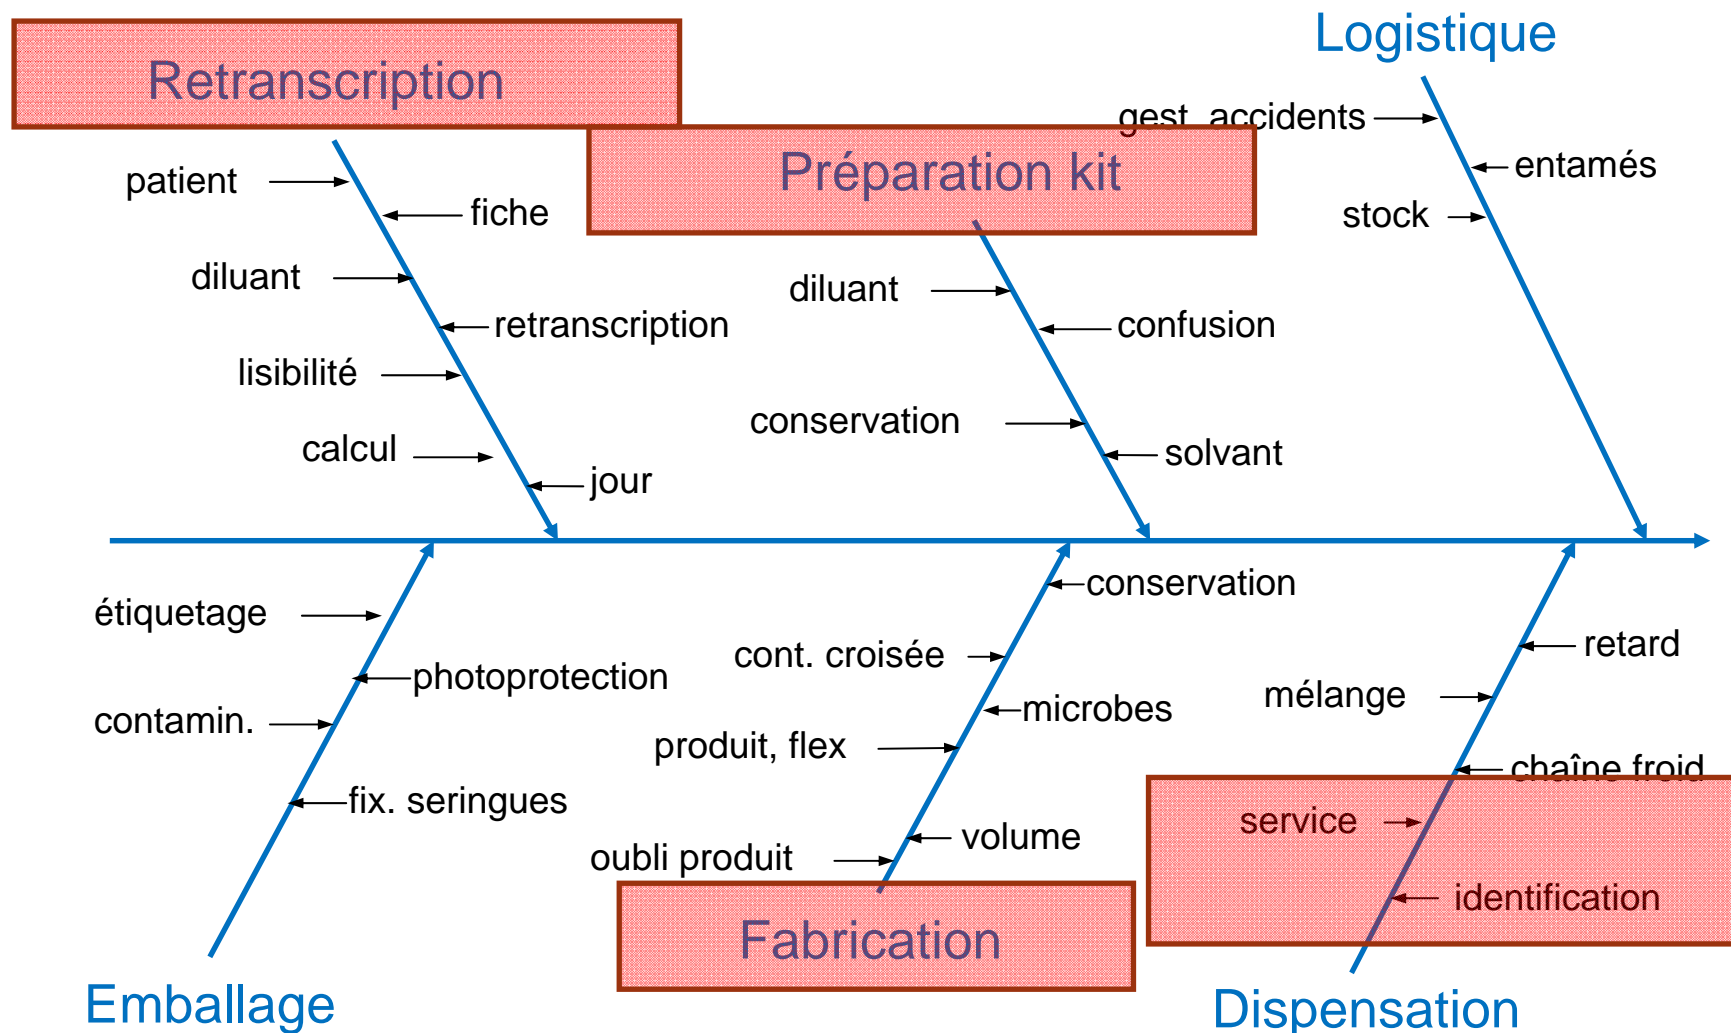 Logistique
Retranscription
gest. accidents
Préparation kit
entamés
patient
fiche
stock
diluant
diluant
retranscription
confusion
lisibilité
conservation
calcul
solvant
jour
conservation
étiquetage
retard
cont. croisée
photoprotection
mélange
microbes
contamin.
produit, flex
chaîne froid
fix. seringues
service
volume
oubli produit
identification
Fabrication
Emballage
Dispensation